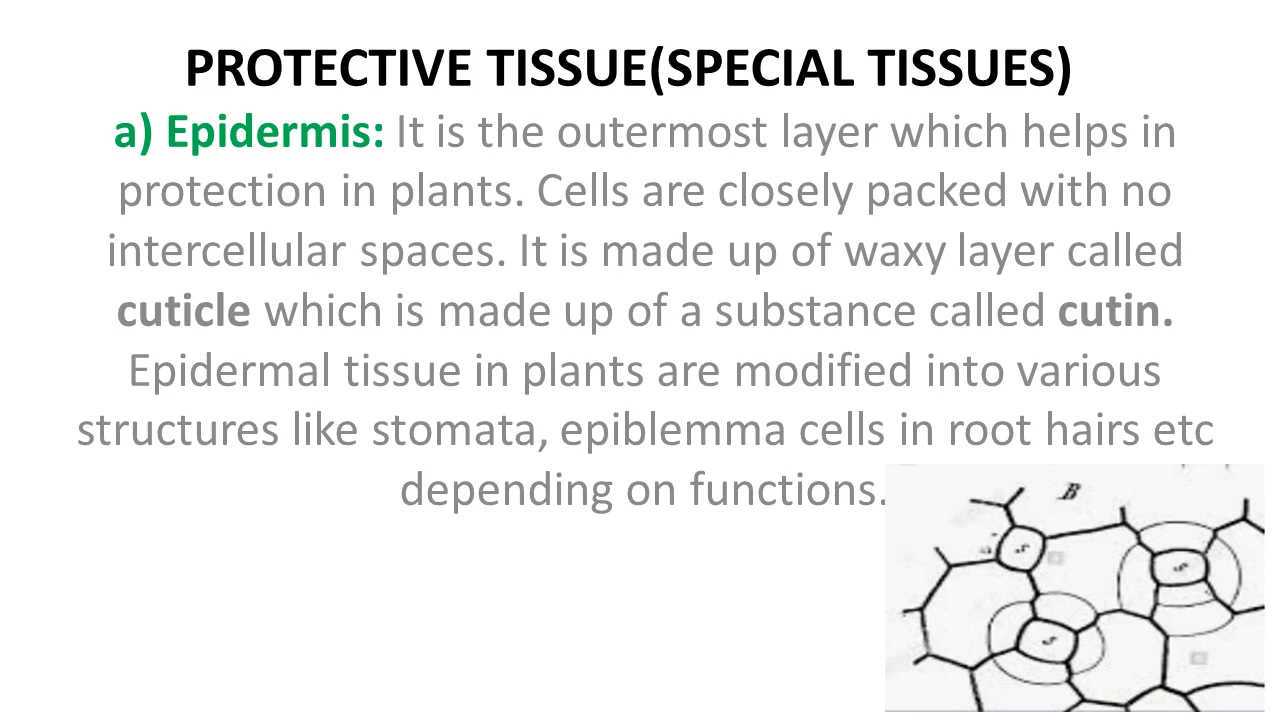 PROTECTIVE TISSUE(SPECIAL TISSUES)
a) Epidermis: It is the outermost layer which helps in
protection in plants. Cells are closely packed with no
intercellular spaces. It is made up of waxy layer called
cuticle which is made up of a substance called cutin.
Epidermal tissue in plants are modified into various
structures like stomata, epiblemma cells in root hairs etc
depending on functions.
B
S
S
S